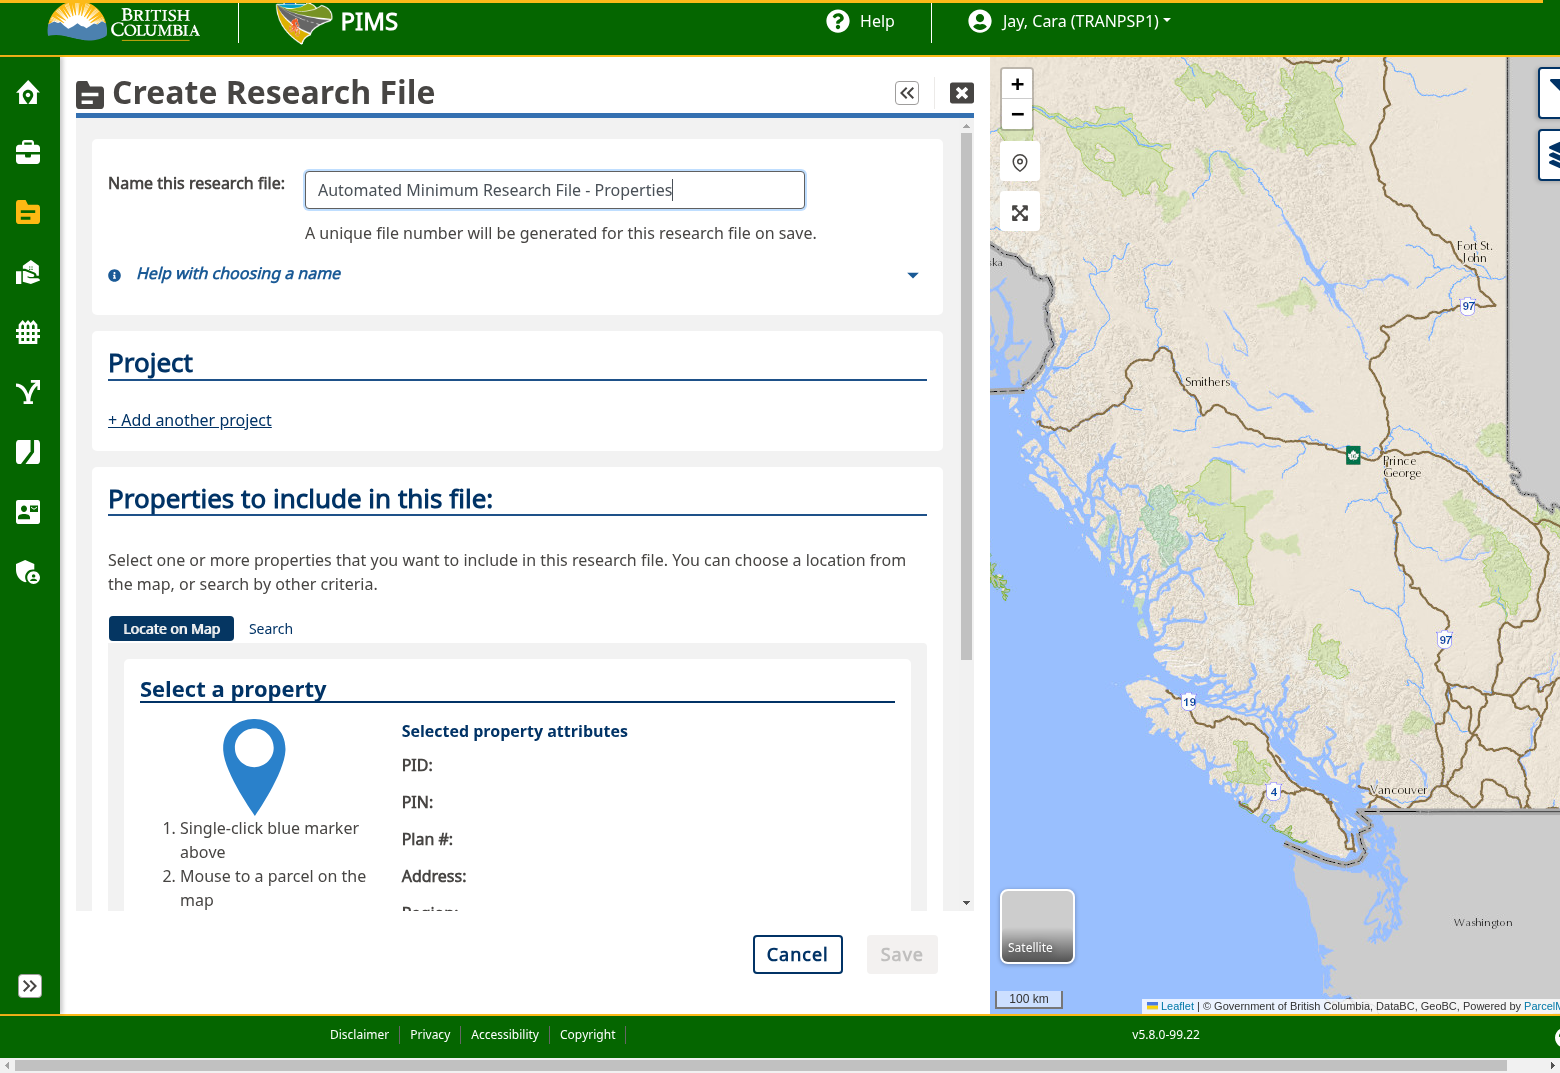 BRITISH
COLUMBIA
PIMS
Help
Jay, Cara (TRANPSP1)
Create Research File
Name this research file:
Automated Minimum Research File - Properties
A unique file number will be generated for this research file on save.
Help with choosing a name
Project
+ Add another project
Properties to include in this file:
Select one or more properties that you want to include in this research file. You can choose a location from
the map, or search by other criteria.
Locate on Map
Search
Select a property
Selected property attributes
PID:
PIN:
Plan #:
Address:
Region:
1. Single-click blue marker
above
2. Mouse to a parcel on the
map
Cancel
Save
+
−
ska
Fort St.
John
97
Smithers
16
Prince
George
97
19
4
Vancouver
Washington
Satellite
100 km
Leaflet | © Government of British Columbia, DataBC, GeoBC, Powered by ParcelM
Disclaimer
Privacy
Accessibility
Copyright
v5.8.0-99.22